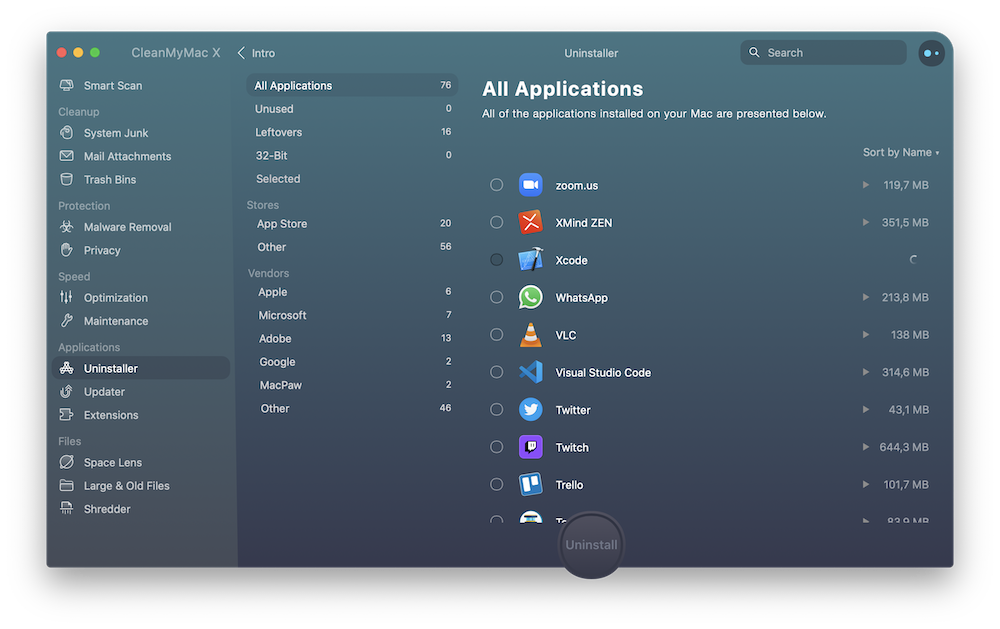 CleanMyMac X
Intro
Uninstaller
Search
Smart Scan
Cleanup
System Junk
Mail Attachments
Trash Bins
Protection
Malware Removal
Privacy
Speed
Optimization
Maintenance
Applications
Uninstaller
Updater
Extensions
Files
Space Lens
Large & Old Files
Shredder
All Applications 76
Unused 0
Leftovers 16
32-Bit 0
Selected
Stores
App Store 20
Other 56
Vendors
Apple 6
Microsoft 7
Adobe 13
Google 2
MacPaw 2
Other 46
All Applications
All of the applications installed on your Mac are presented below.
Sort by Name
zoom.us 119,7 MB
XMind ZEN 351,5 MB
Xcode
WhatsApp 213,8 MB
VLC 138 MB
Visual Studio Code 314,6 MB
Twitter 43,1 MB
Twitch 644,3 MB
Trello 101,7 MB
83,9 MB
Uninstall